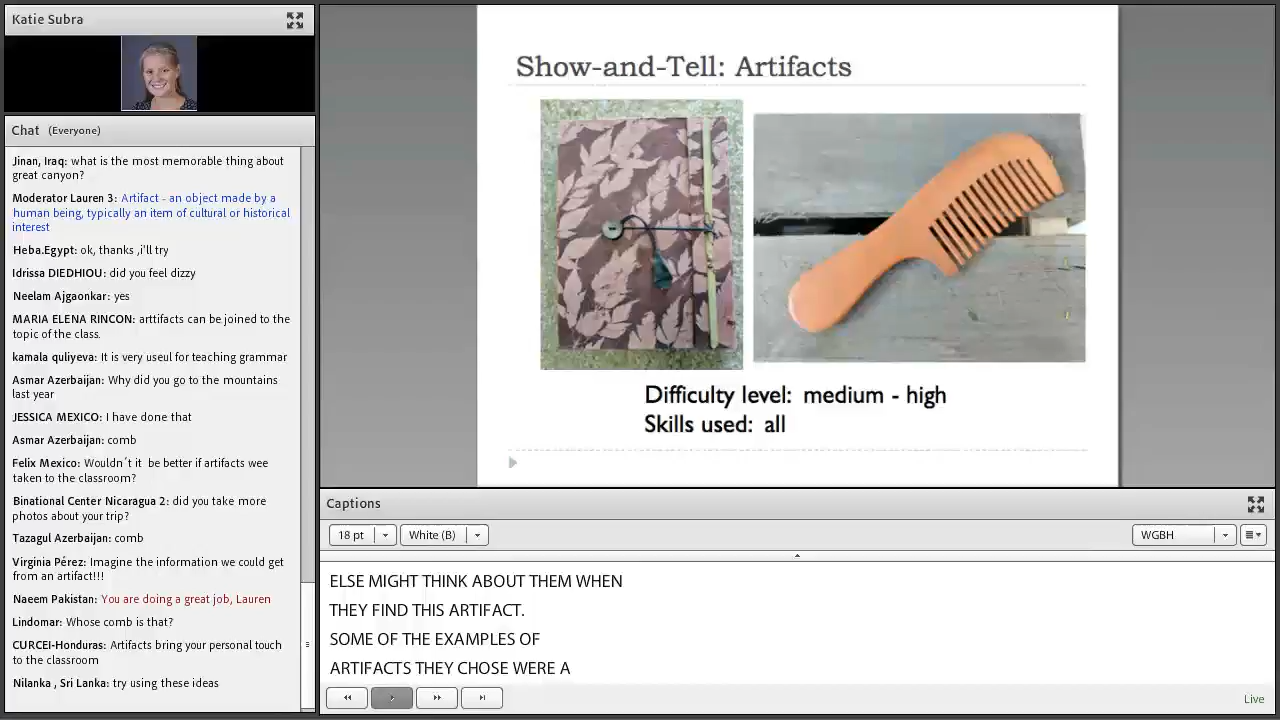 Katie Subra
Chat (Everyone)
Jinan, Iraq: what is the most memorable thing about
great canyon?
Moderator Lauren 3: Artifact - an object made by a
human being, typically an item of cultural or historical
interest
Heba.Egypt: ok, thanks ,i'll try
Idrissa DIEDHIOU: did you feel dizzy
Neelam Ajgaonkar: yes
MARIA ELENA RINCON: arttifacts can be joined to the
topic of the class.
kamala quliyeva: It is very useul for teaching grammar
Asmar Azerbaijan: Why did you go to the mountains
last year
JESSICA MEXICO: I have done that
Asmar Azerbaijan: comb
Felix Mexico: Wouldn´t it be better if artifacts wee
taken to the classroom?
Binational Center Nicaragua 2: did you take more
photos about your trip?
Tazagul Azerbaijan: comb
Virginia Pérez: Imagine the information we could get
from an artifact!!!
Naeem Pakistan: You are doing a great job, Lauren
Lindomar: Whose comb is that?
CURCEI-Honduras: Artifacts bring your personal touch
to the classroom
Nilanka , Sri Lanka: try using these ideas
Show-and-Tell: Artifacts
Difficulty level: medium - high
Skills used: all
Captions
18 pt
White (B)
WGBH
ELSE MIGHT THINK ABOUT THEM WHEN
THEY FIND THIS ARTIFACT.
SOME OF THE EXAMPLES OF
ARTIFACTS THEY CHOSE WERE A
Live